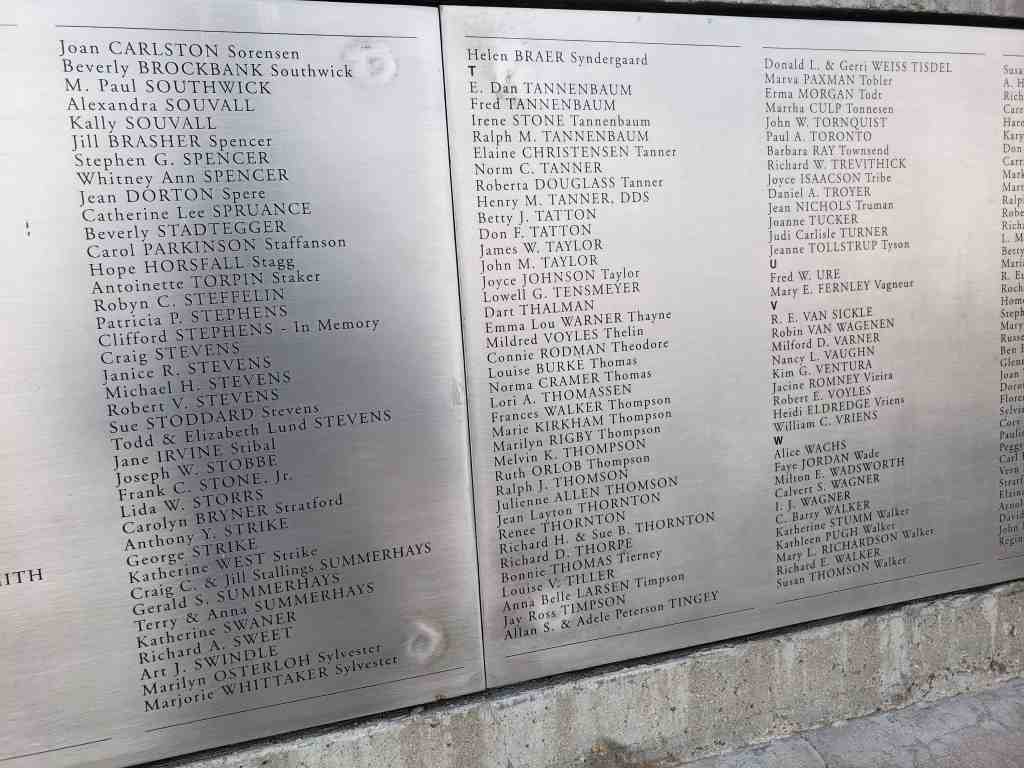 ITH
Joan CARLSTON Sorensen
Beverly BROCKBANK Southwick
M. Paul SOUTHWICK
Alexandra SOUVALL
Kally SOUVALL
Jill BRASHER Spencer
Stephen G. SPENCER
Whitney Ann SPENCER
Jean DORTON Spere
Catherine Lee SPRUANCE
Beverly STADTEGGER
Carol PARKINSON Staffanson
Hope HORSFALL Stagg
Antoinette TORPIN Staker
Robyn C. STEFFELIN
Patricia P. STEPHENS
Clifford STEPHENS - In Memory
Craig STEVENS
Janice R. STEVENS
Michael H. STEVENS
Robert V. STEVENS
Sue STODDARD Stevens
Todd & Elizabeth Lund STEVENS
Jane IRVINE Stibal
Joseph W. STOBBE
Frank C. STONE, Jr.
Lida W. STORRS
Carolyn BRYNER Stratford
Anthony Y. STRIKE
George STRIKE
Katherine WEST Strike
Craig C. & Jill Stallings SUMMERHAYS
Gerald S. SUMMERHAYS
Terry & Anna SUMMERHAYS
Katherine SWANER
Richard A. SWEET
Art J. SWINDLE
Marilyn OSTERLOH Sylvester
Marjorie WHITTAKER Sylvester
Helen BRAER Syndergaard
T
E. Dan TANNENBAUM
Fred TANNENBAUM
Irene STONE Tannenbaum
Ralph M. TANNENBAUM
Elaine CHRISTENSEN Tanner
Norm C. TANNER
Roberta DOUGLASS Tanner
Henry M. TANNER, DDS
Betty J. TATTON
Don F. TATTON
James W. TAYLOR
John M. TAYLOR
Joyce JOHNSON Taylor
Lowell G. TENSMEYER
Dart THALMAN
Emma Lou WARNER Thayne
Mildred VOYLES Thelin
Connie RODMAN Theodore
Louise BURKE Thomas
Norma CRAMER Thomas
Lori A. THOMASSEN
Frances WALKER Thompson
Marie KIRKHAM Thompson
Marilyn RIGBY Thompson
Melvin K. THOMPSON
Ruth ORLOB Thompson
Ralph J. THOMSON
Julienne ALLEN THOMSON
Jean Layton THORNTON
Renee THORNTON
Richard H. & Sue B. THORNTON
Richard D. THORPE
Bonnie THOMAS Tierney
Louise V. TILLER
Anna Belle LARSEN Timpson
Jay Ross TIMPSON
Allan S. & Adele Peterson TINGEY
Donald L. & Gerri WEISS TISDEL
Marva PAXMAN Tobler
Erma MORGAN Todt
Martha CULP Tonnesen
John W. TORNQUIST
Paul A. TORONTO
Barbara RAY Townsend
Richard W. TREVITHICK
Joyce ISAACSON Tribe
Daniel A. TROYER
Jean NICHOLS Truman
Joanne TUCKER
Judi Carlisle TURNER
Jeanne TOLLSTRUP Tyson
U
Fred W. URE
Mary E. FERNLEY Vagneur
V
R. E. VAN SICKLE
Robin VAN WAGENEN
Milford D. VARNER
Nancy L. VAUGHN
Kim G. VENTURA
Jacine ROMNEY Vieira
Robert E. VOYLES
Heidi ELDREDGE Vriens
William C. VRIENS
W
Alice WACHS
Faye JORDAN Wade
Milton E. WADSWORTH
Calvert S. WAGNER
I. J. WAGNER
C. Barry WALKER
Katherine STUMM Walker
Kathleen PUGH Walker
Mary L. RICHARDSON Walker
Richard E. WALKER
Susan THOMSON Walker